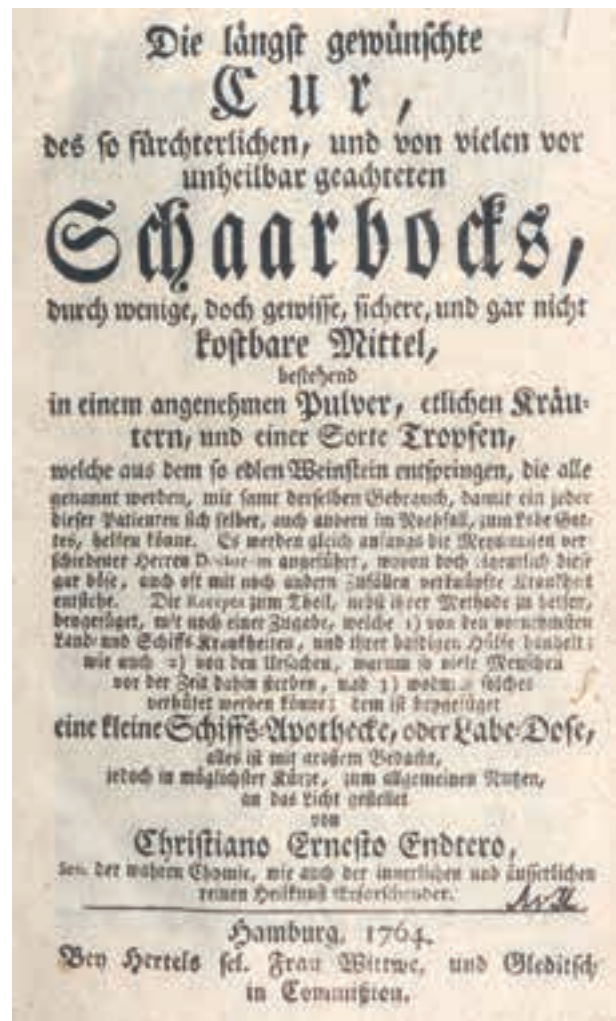 Die längst gewünschte
Cur,
des so fürchterlichen, und von vielen vor
unheilbar geachteten
Schaarbocks,
durch wenige, doch gewisse, sichere, und gar nicht
kostbare Mittel,
bestehend
in einem angenehmen Pulver, etlichen Kräu-
tern, und einer Sorte Tropfen,
welche aus dem so edlen Weinstein entspringen, die alle
genannt werden, mit samt derselben Gebrauch, damit ein jeder
dieser Patienten sich selber, auch andern im Nothfall, zum Lobe Got-
tes, helfen könne. Es werden gleich anfangs die Meynungen ver-
schiedener Herren angeführt, wovon doch eigentlich diese
gar böse, auch oft mit noch andern Zufällen verknüpfte Krankheit
entstehe. Die Recepte zum Theil, nebst ihrer Methode zu heilen,
beygefüget, mit noch einer Zugabe, welche 1) von den vornehmsten
Land- und Schiffs-Krankheiten, und ihrer baldigen Hülfe handelt;
wie auch 2) von den Ursachen, warum so viele Menschen
vor der Zeit dahin sterben, und 3) solches
verhütet werden könne; dem ist beygefüget
eine kleine Schiffs-Apothecke, oder Labe-Dose,
alles ist mit großem Bedacht,
jedoch in möglichster Kürze, zum allgemeinen Nutzen,
an das Licht gestellet
von
Christiano Ernesto Endtero,
Sen. der wahren Chymie, wie auch der innerlichen und äusserlichen
reinen Heilkunst Erforschender.
Hamburg, 1764.
Bey Hertels sel. Frau Wittwe, und Gleditsch
in Commißion.